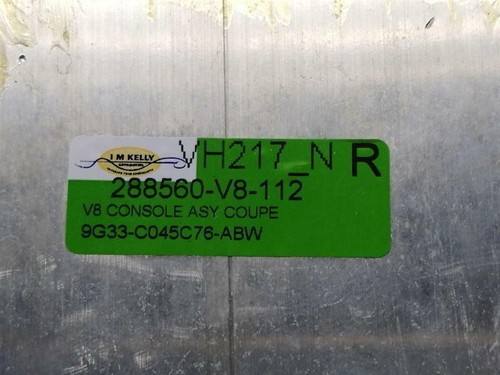 I M KELLY
VH217_N R
288560-V8-112
V8 CONSOLE ASY COUPE
9G33-C045C76-ABW